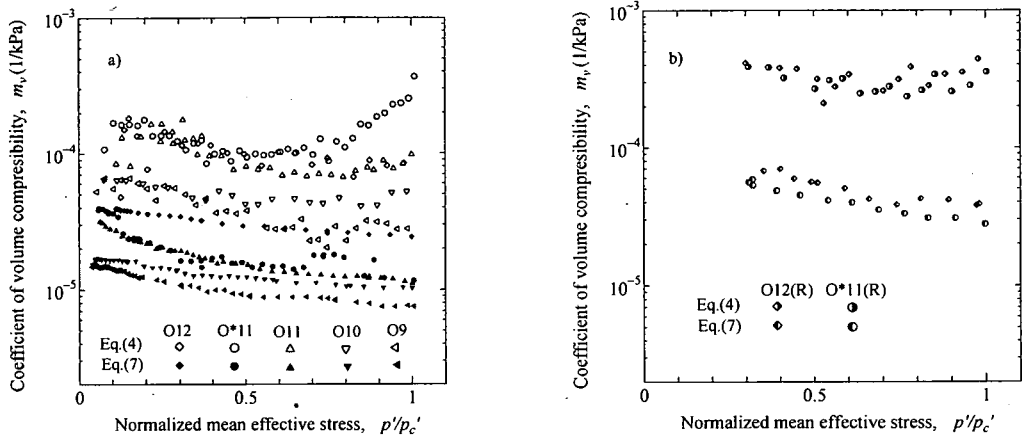 a)
Coefficient of volume compresibility, m_v (1/kPa)
10⁻³
10⁻⁴
10⁻⁵
O12 O*11 O11 O10 O9
Eq.(4)
Eq.(7)
0 0.5 1
Normalized mean effective stress, p'/p_c'
b)
Coefficient of volume compresibility, m_v (1/kPa)
10⁻³
10⁻⁴
10⁻⁵
O12(R) O*11(R)
Eq.(4)
Eq.(7)
0 0.5 1
Normalized mean effective stress, p'/p_c'